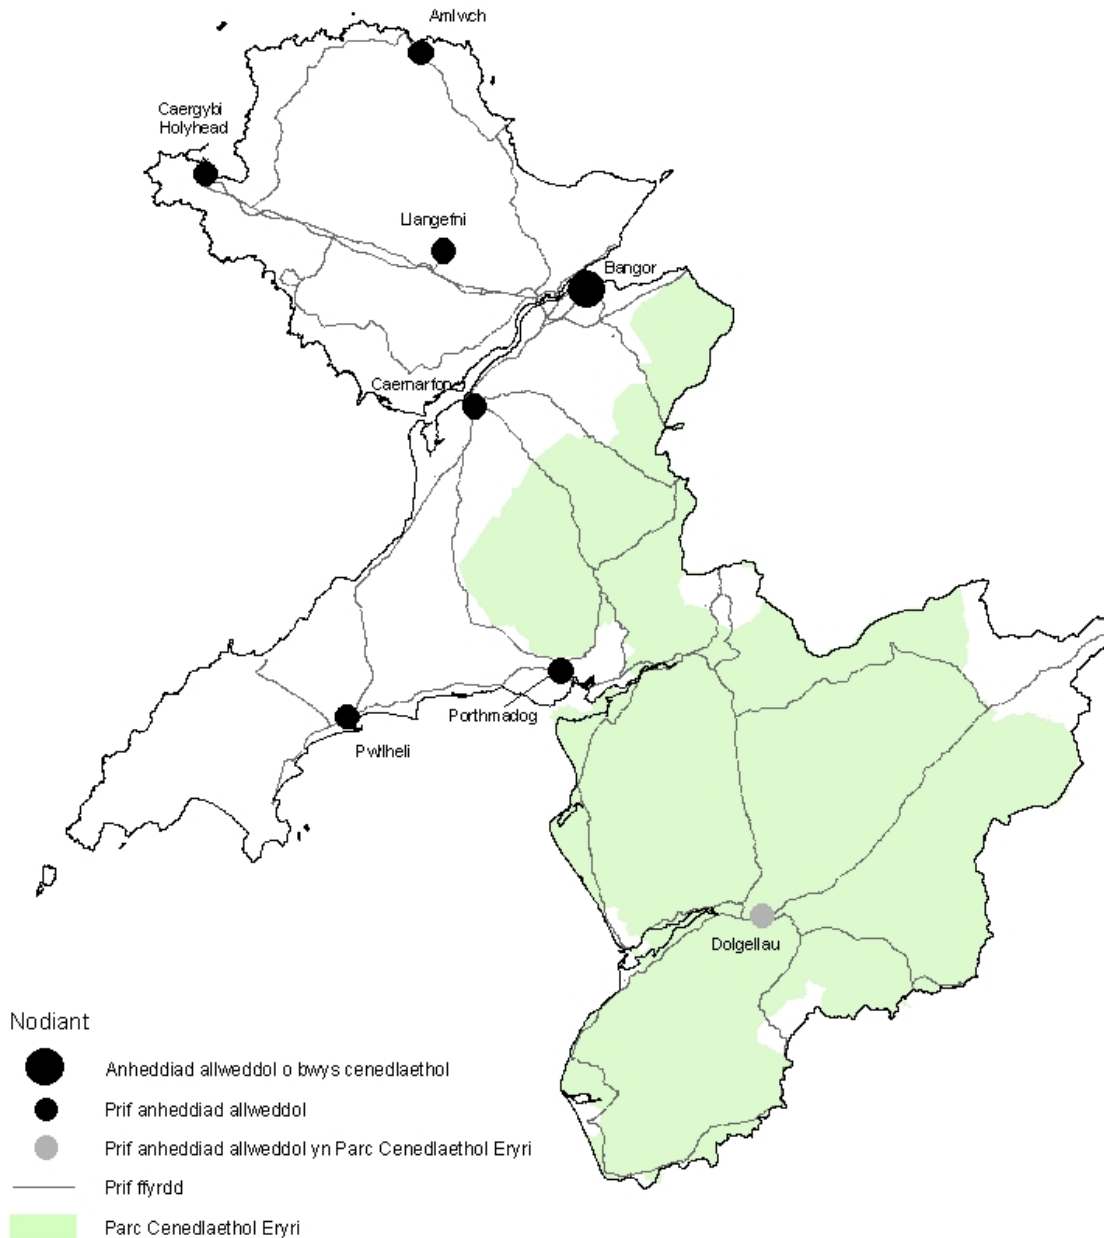 Amlwch
Caergybi
Holyhead
Llangefni
Bangor
Caernarfon
Porthmadog
Pwllheli
Dolgellau
Nodiant
Anheddiad allweddol o bwys cenedlaethol
Prif anheddiad allweddol
Prif anheddiad allweddol yn Parc Cenedlaethol Eryri
Prif ffyrdd
Parc Cenedlaethol Eryri